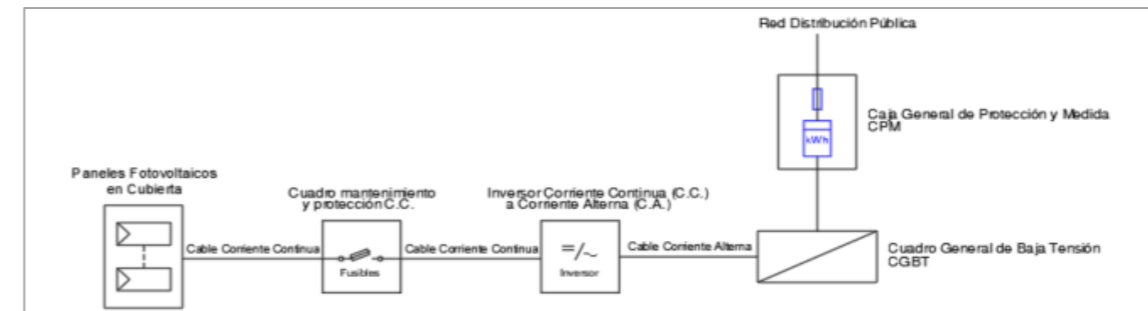 Red Distribución Pública
Caja General de Protección y Medida
CPM
kWh
Paneles Fotovoltaicos
en Cubierta
Cuadro mantenimiento
y protección C.C.
Inversor Corriente Continua (C.C.)
a Corriente Alterna (C.A.)
Cable Corriente Continua
Cable Corriente Continua
Cable Corriente Alterna
Cuadro General de Baja Tensión
CGBT
Fusibles
=/~
Inversor